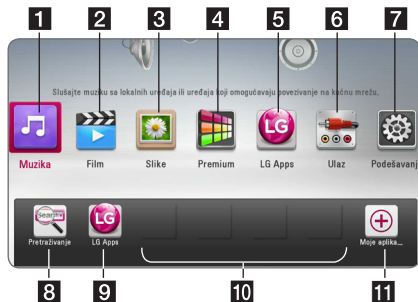 1 2 3 4 5 6 7
Slušajte muziku sa lokalnih uređaja ili uređaja koji omogućavaju povezivanje na kućnu mrežu,
LG
Muzika Film Slike Premium LG Apps Ulaz Podešavanj
Search LG
Pretraživanje LG Apps Moje aplika...
8 9 10 11